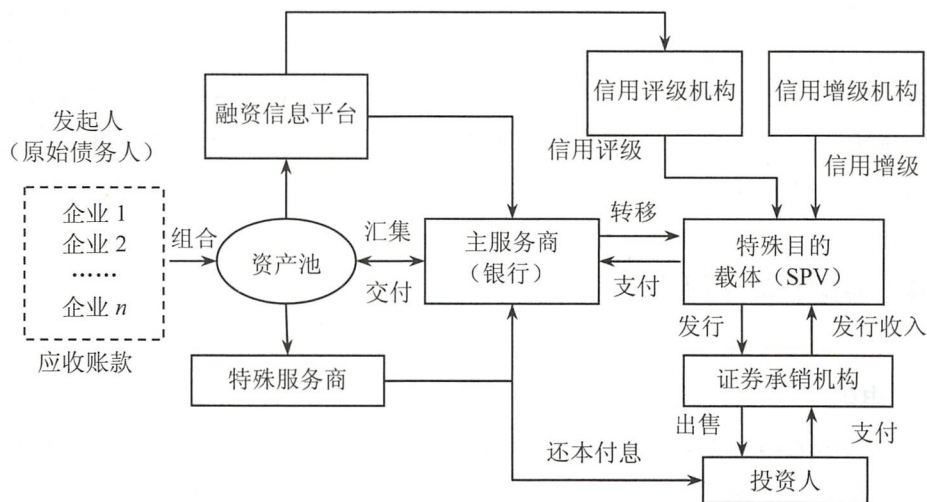 信用评级机构
信用增级机构
融资信息平台
发起人
（原始债务人）
信用评级
信用增级
企业 1
企业 2
……
企业 n
组合
资产池
汇集
交付
主服务商
（银行）
转移
支付
特殊目的
载体（SPV）
应收账款
特殊服务商
发行
发行收入
证券承销机构
出售
支付
还本付息
投资人